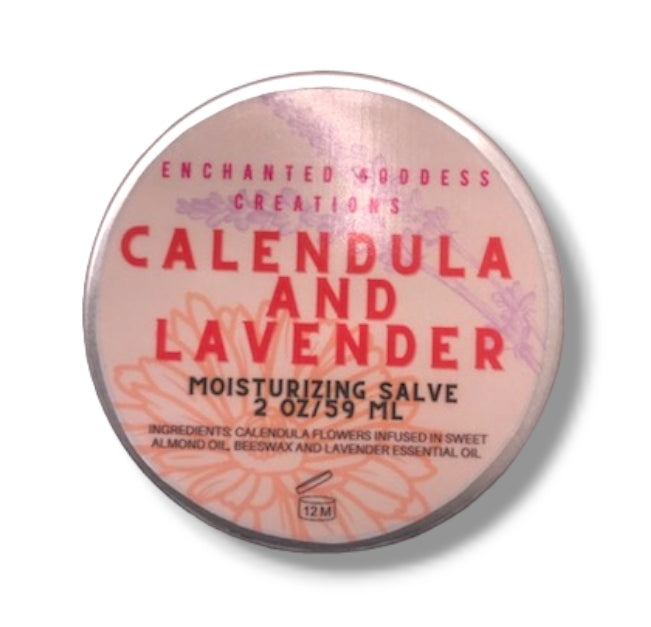 ENCHANTED GODDESS
CREATIONS
CALENDULA
AND
LAVENDER
MOISTURIZING SALVE
2 OZ/59 ML
INGREDIENTS: CALENDULA FLOWERS INFUSED IN SWEET
ALMOND OIL, BEESWAX AND LAVENDER ESSENTIAL OIL
12 M